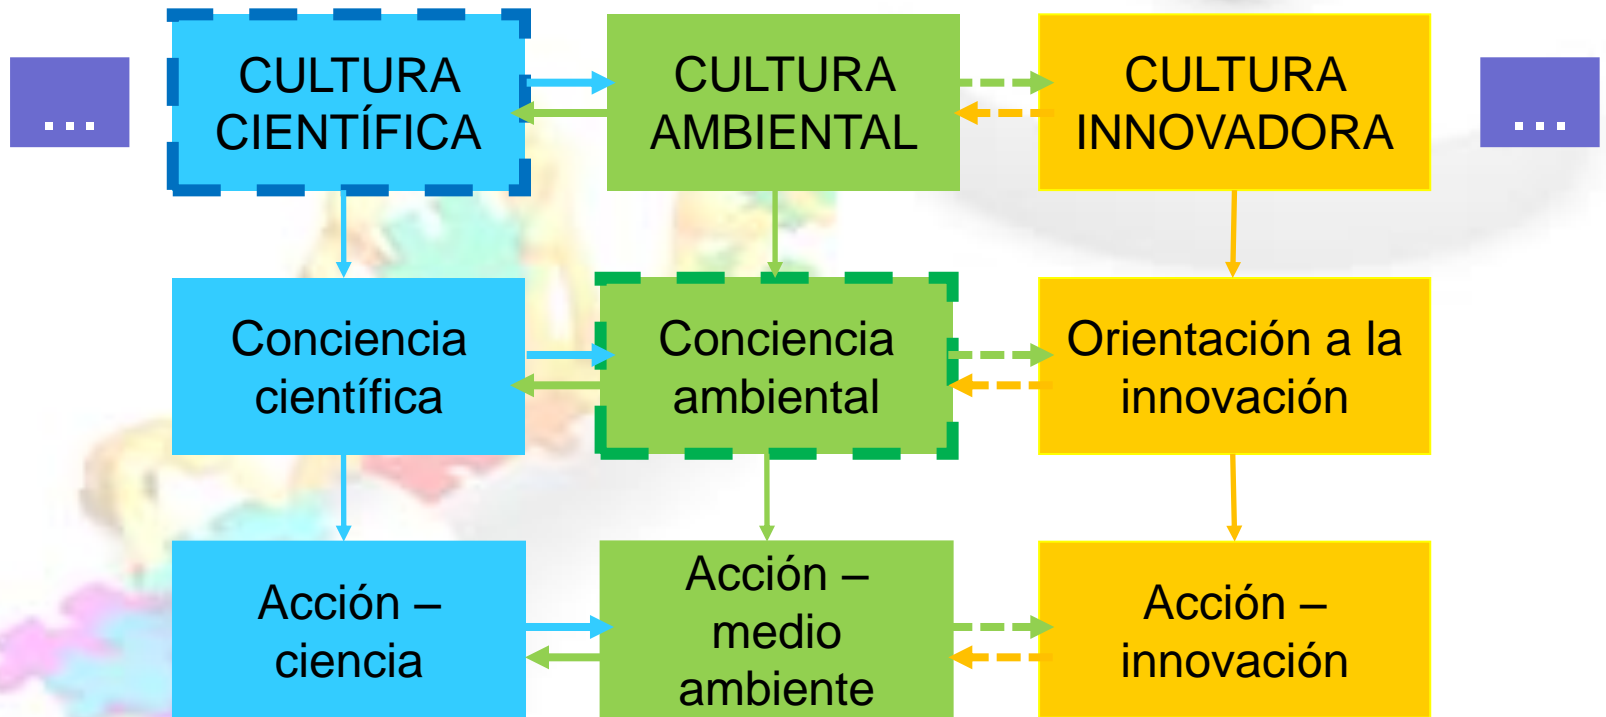 ...
CULTURA
CIENTÍFICA
CULTURA
AMBIENTAL
CULTURA
INNOVADORA
...
Conciencia
científica
Conciencia
ambiental
Orientación a la
innovación
Acción –
ciencia
Acción –
medio
ambiente
Acción –
innovación